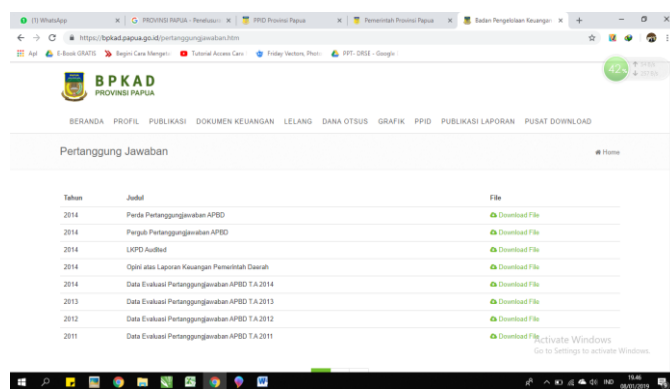 (1) WhatsApp
PROVINSI PAPUA - Penelusuran
PPID Provinsi Papua
Pemerintah Provinsi Papua
Badan Pengelolaan Keuangan
https://bpkad.papua.go.id/pertanggungjawaban.htm
Apl E-Book GRATIS Begini Cara Mengatur Tutorial Access Cara Friday Vectors, Photo PPT- DRSE - Google
42%
BPKAD
PROVINSI PAPUA
BERANDA PROFIL PUBLIKASI DOKUMEN KEUANGAN LELANG DANA OTSUS GRAFIK PPID PUBLIKASI LAPORAN PUSAT DOWNLOAD
Pertanggung Jawaban Home
Tahun Judul File
2014 Perda Pertanggungjawaban APBD Download File
2014 Pergub Pertanggungjawaban APBD Download File
2014 LKPD Audited Download File
2014 Opini atas Laporan Keuangan Pemerintah Daerah Download File
2014 Data Evaluasi Pertanggungjawaban APBD T.A 2014 Download File
2013 Data Evaluasi Pertanggungjawaban APBD T.A 2013 Download File
2012 Data Evaluasi Pertanggungjawaban APBD T.A 2012 Download File
2011 Data Evaluasi Pertanggungjawaban APBD T.A 2011 Download File
Activate Windows
Go to Settings to activate Windows.
IND
19.46
08/01/2019